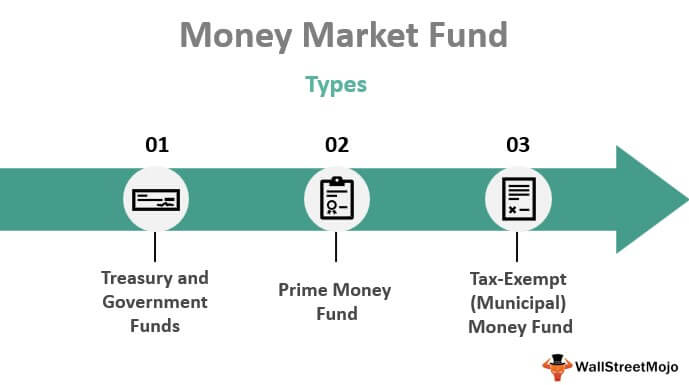 Money Market Fund
Types
01
02
03
Treasury and
Government
Funds
Prime Money
Fund
Tax-Exempt
(Municipal)
Money Fund
WallStreetMojo